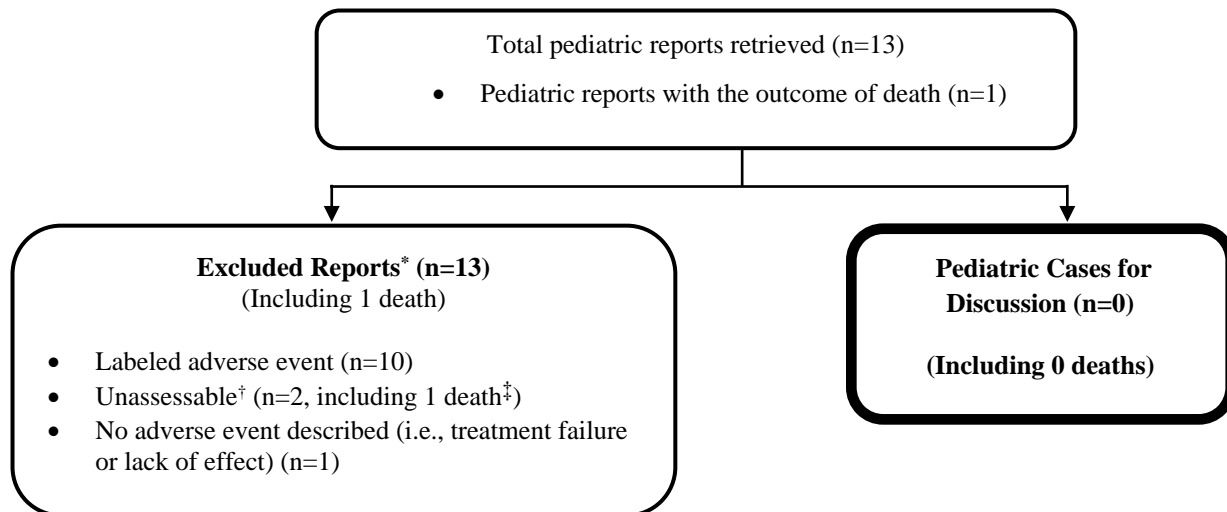 Total pediatric reports retrieved (n=13)
• Pediatric reports with the outcome of death (n=1)
Excluded Reports* (n=13)
(Including 1 death)
• Labeled adverse event (n=10)
• Unassessable† (n=2, including 1 death‡)
• No adverse event described (i.e., treatment failure
or lack of effect) (n=1)
Pediatric Cases for
Discussion (n=0)
(Including 0 deaths)